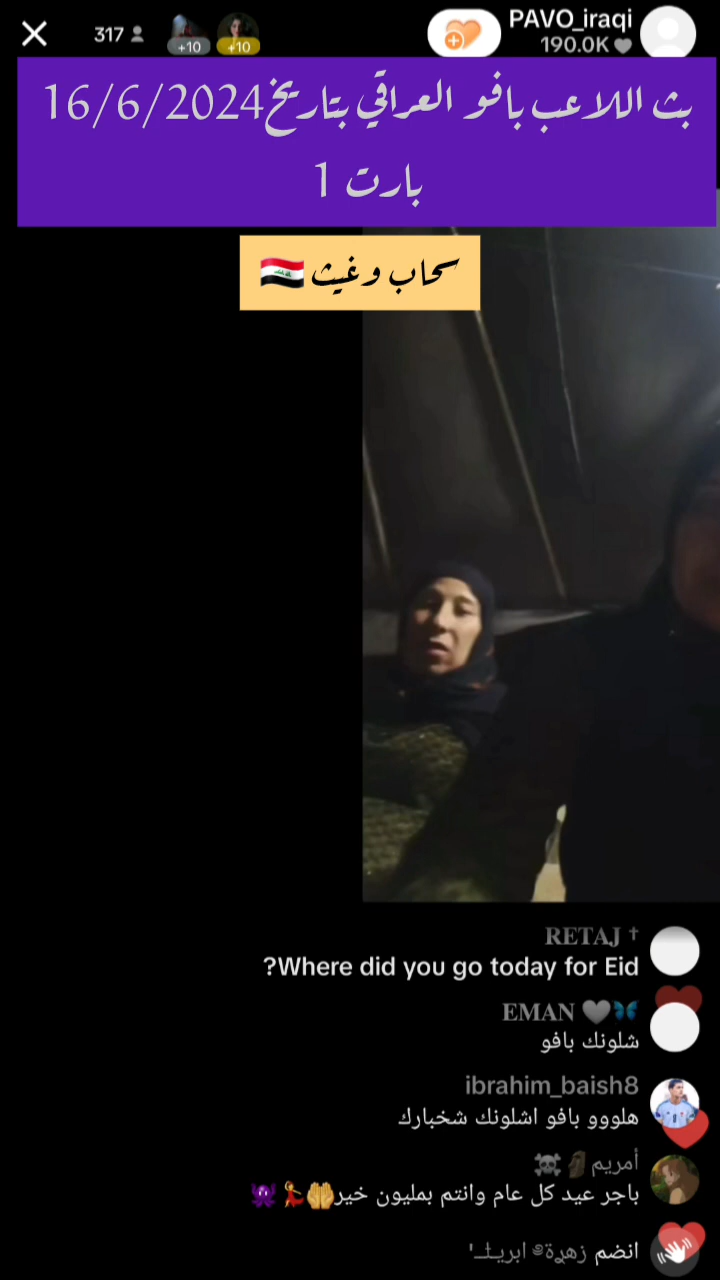 PAVO_iraqi
317
190.0K
+10
+10
بث اللاعب بافو العراقي بتاريخ 16/6/2024
بارت 1
سحاب وغيث
RETAJ †
Where did you go today for Eid?
EMAN
شلونك بافو
ibrahim_baish8
هلووو بافو اشلونك شخبارك
أمريم
باجر عيد كل عام وانتم بمليون خير
انضم زهرة